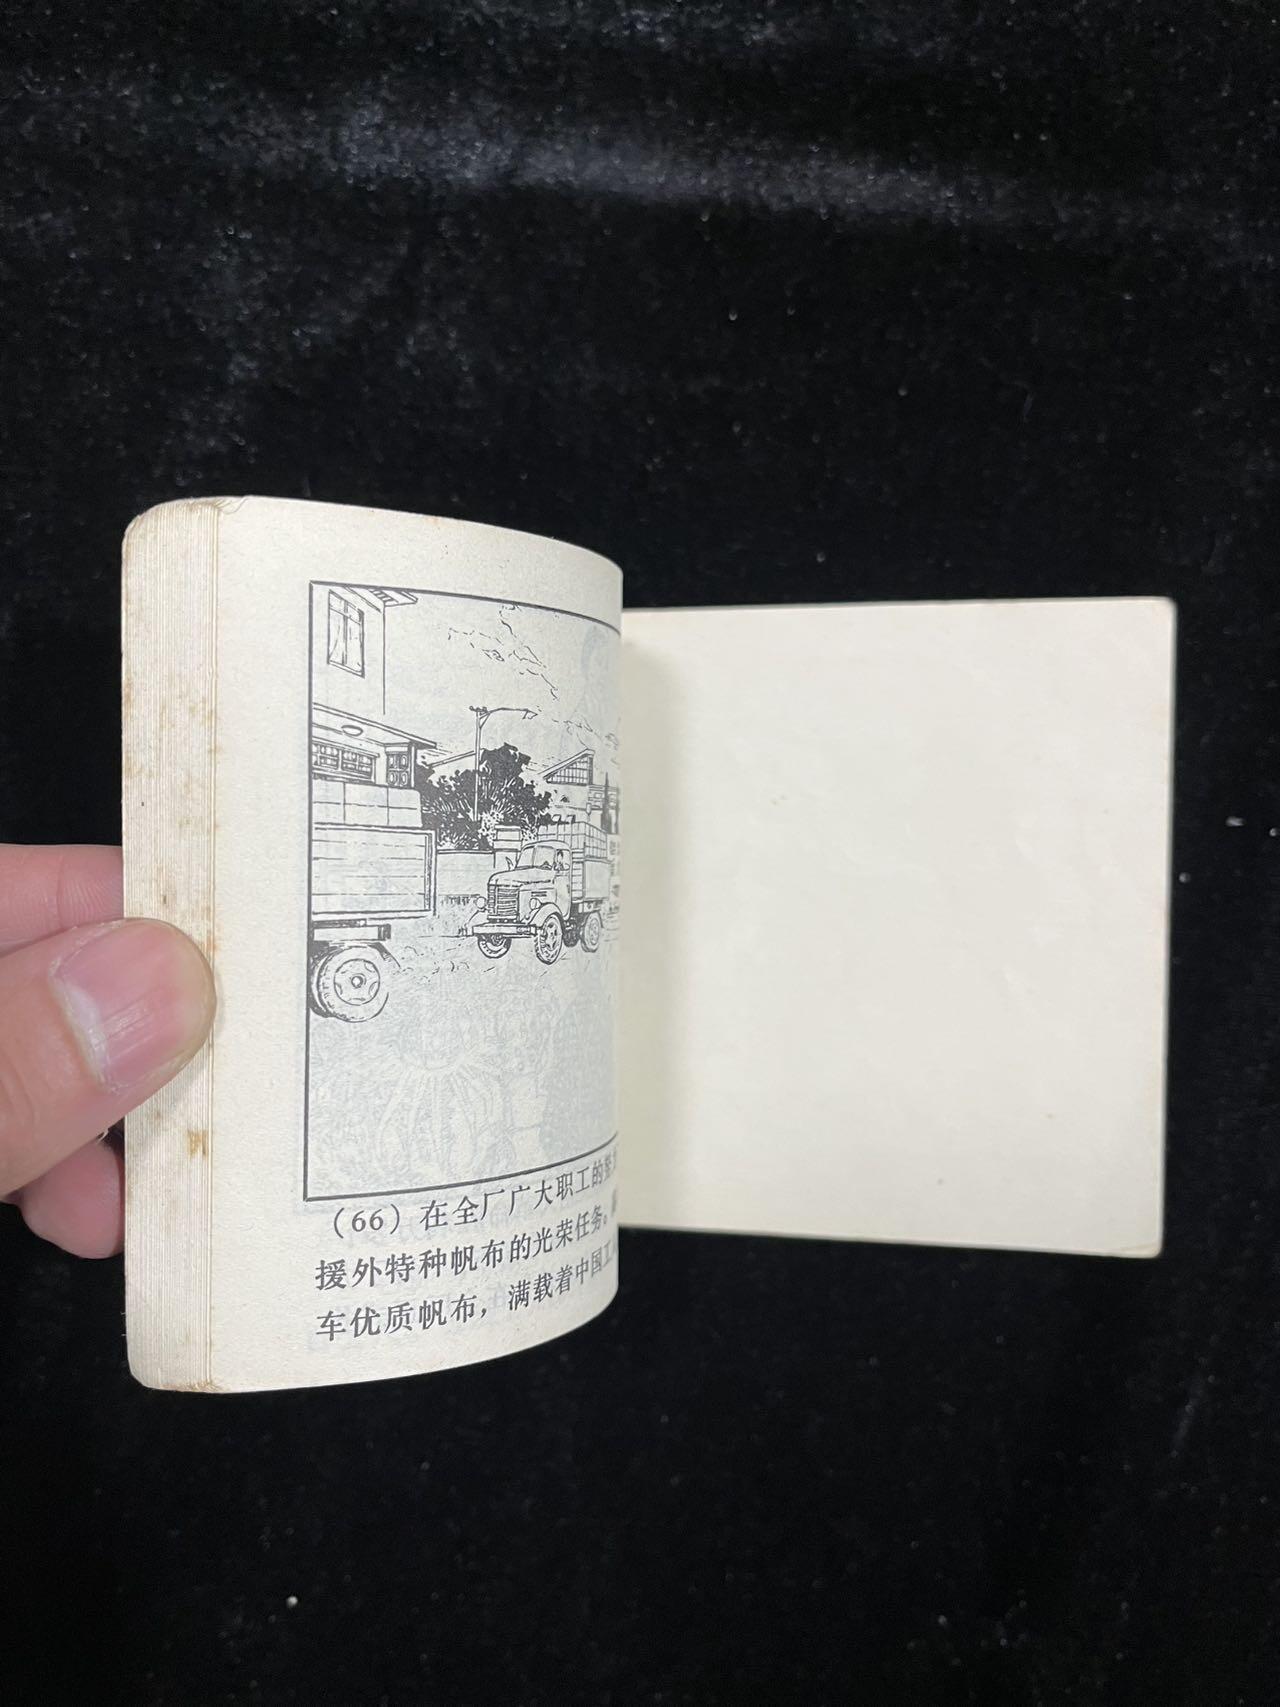 （66）在全厂广大职工的坚
援外特种帆布的光荣任务。
车优质帆布，满载着中国工